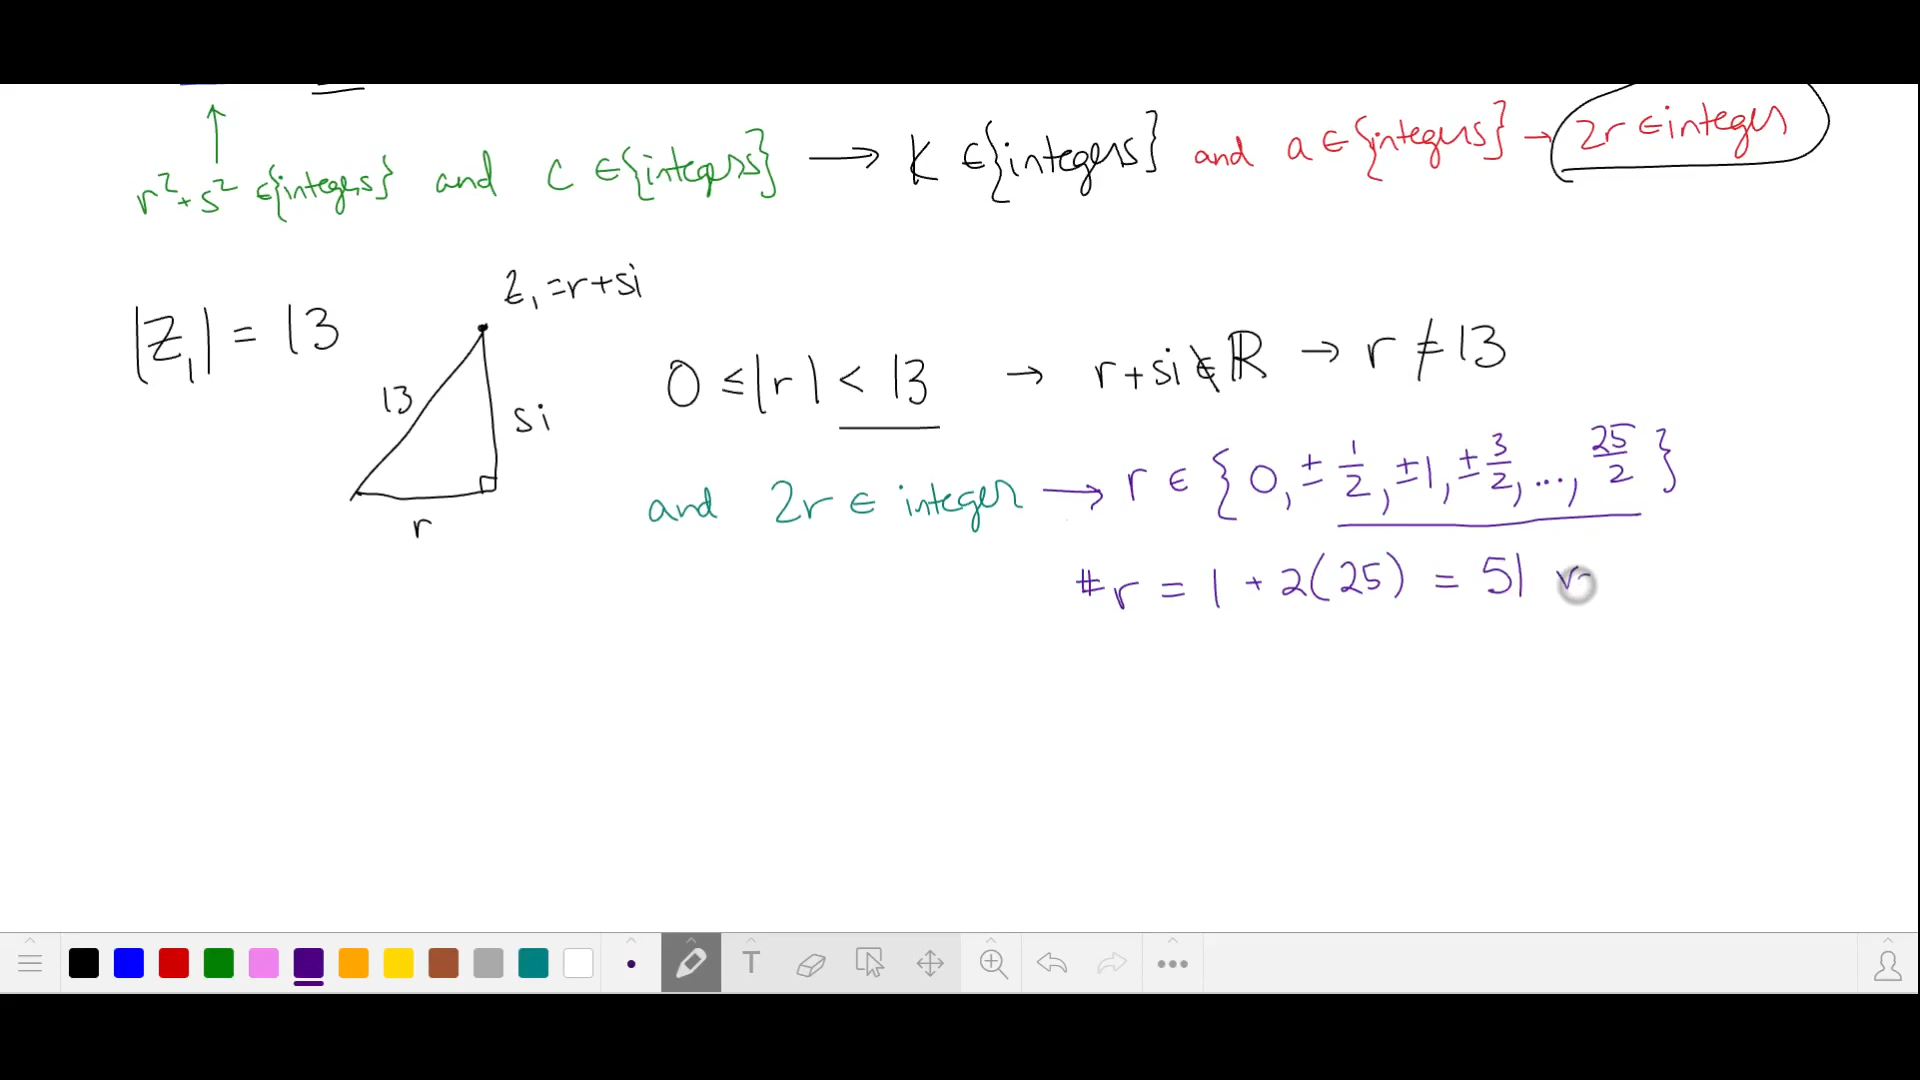 r²+s² ∈{integers} and C ∈{integers} → K ∈{integers} and a ∈{integers} → 2r ∈ integer
|Z₁| = 13
Z₁ = r+si
13
si
r
0 ≤ |r| < 13 → r+si ∉ ℝ → r ≠ 13
and 2r ∈ integer → r ∈ {0, ± 1/2, ±1, ± 3/2, ..., 25/2}
#r = 1 + 2(25) = 51
T